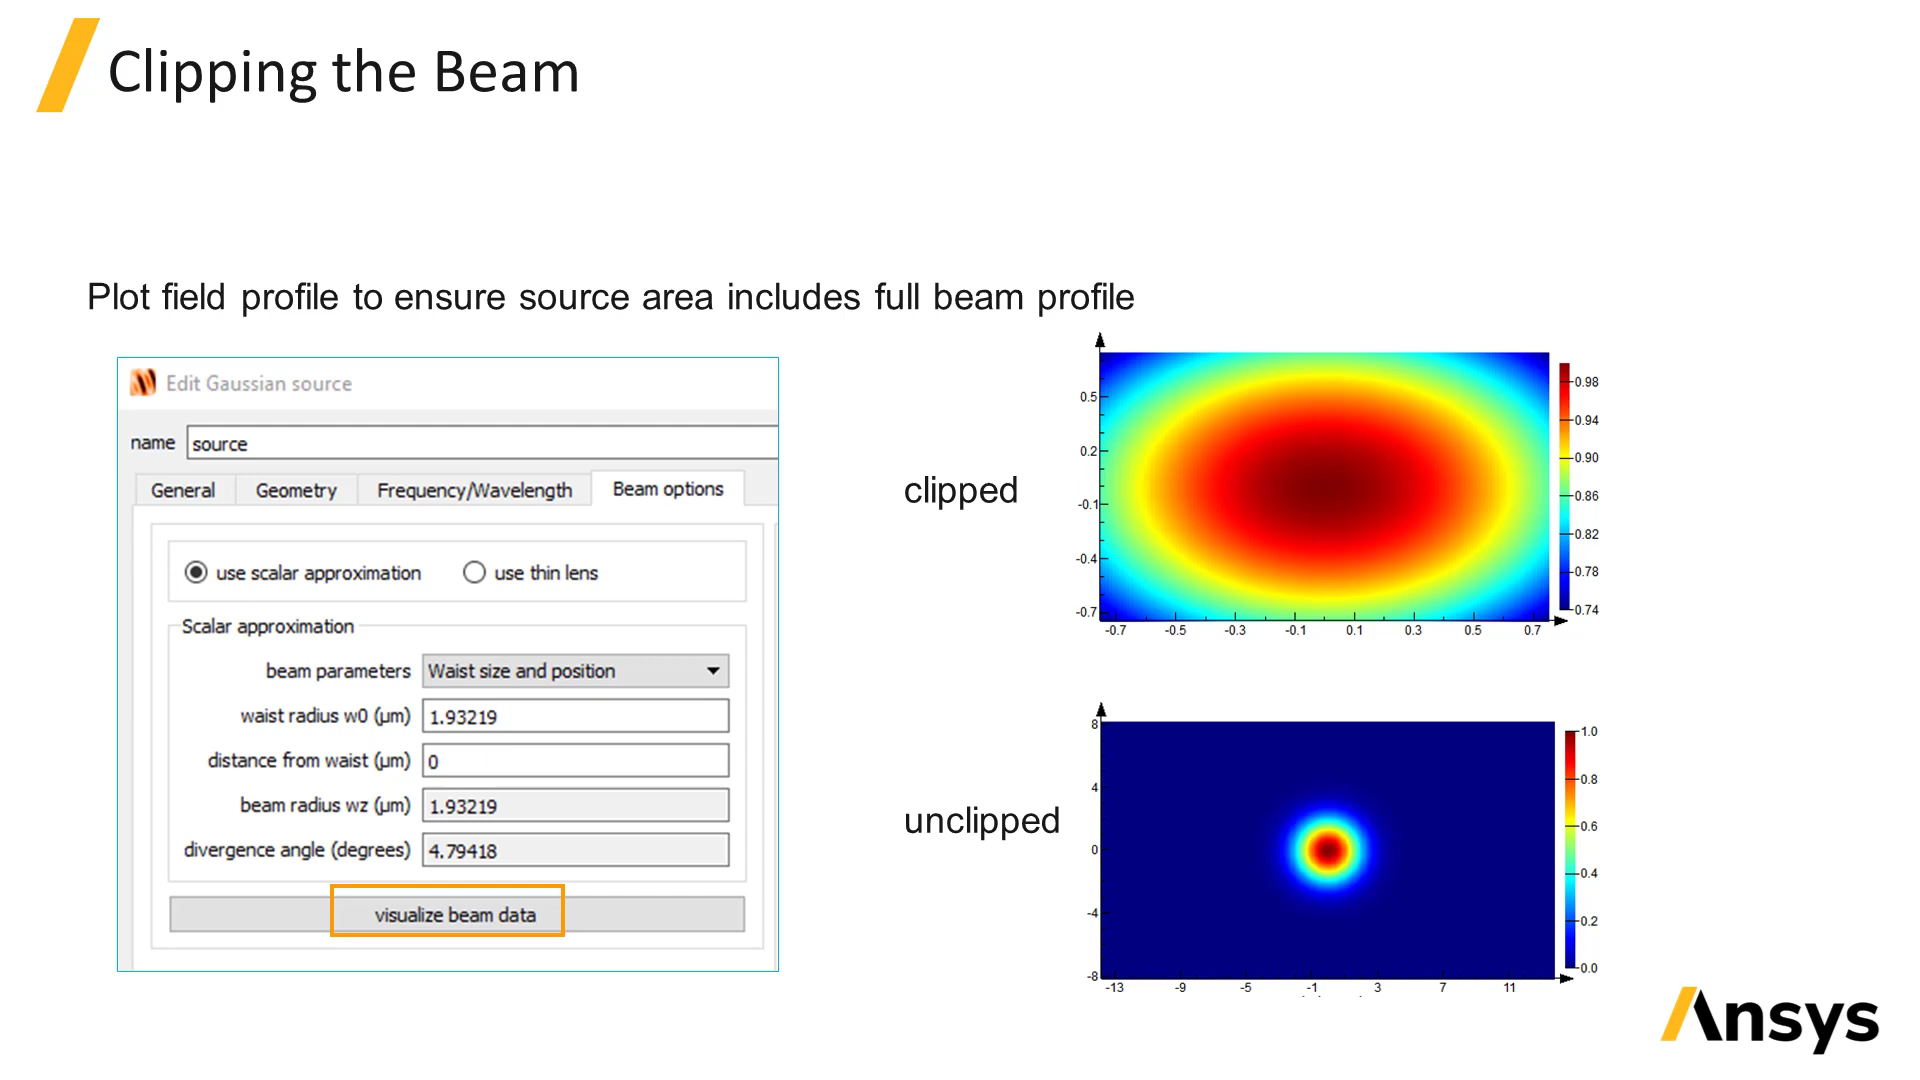 Clipping the Beam
Plot field profile to ensure source area includes full beam profile
Edit Gaussian source
name source
General Geometry Frequency/Wavelength Beam options
use scalar approximation use thin lens
Scalar approximation
beam parameters Waist size and position
waist radius w0 (µm) 1.93219
distance from waist (µm) 0
beam radius wz (µm) 1.93219
divergence angle (degrees) 4.79418
visualize beam data
clipped
0.5
0.2
-0.1
-0.4
-0.7
-0.7 -0.5 -0.3 -0.1 0.1 0.3 0.5 0.7
0.98
0.94
0.90
0.86
0.82
0.78
0.74
unclipped
8
4
0
-4
-8
-13 -9 -5 -1 3 7 11
1.0
0.8
0.6
0.4
0.2
0.0
Ansys